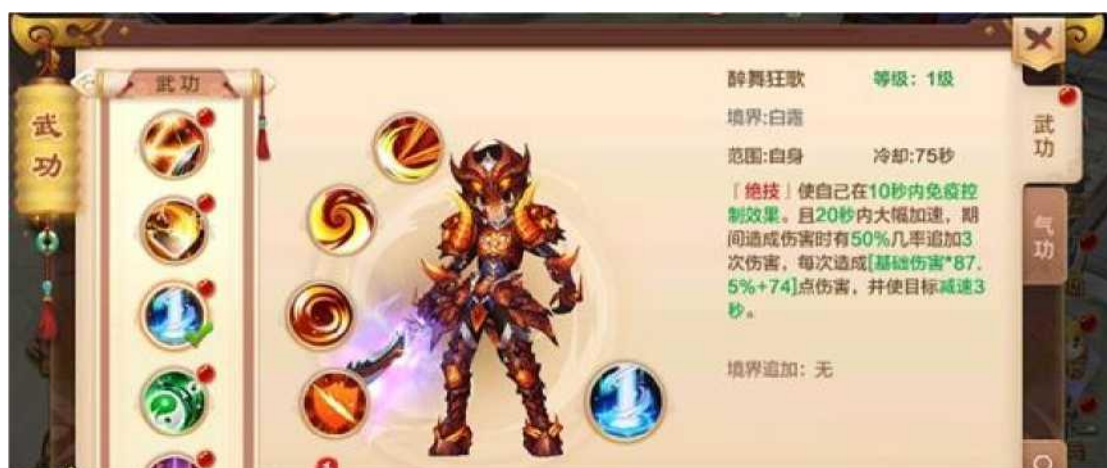 武功
武功
醉舞狂歌 等级：1级
境界:白露
范围:自身 冷却:75秒
「绝技」使自己在10秒内免疫控
制效果。且20秒内大幅加速，期
间造成伤害时有50%几率追加3
次伤害，每次造成[基础伤害*87.
5%+74]点伤害，并使目标减速3
秒。
境界追加：无
武功
气功